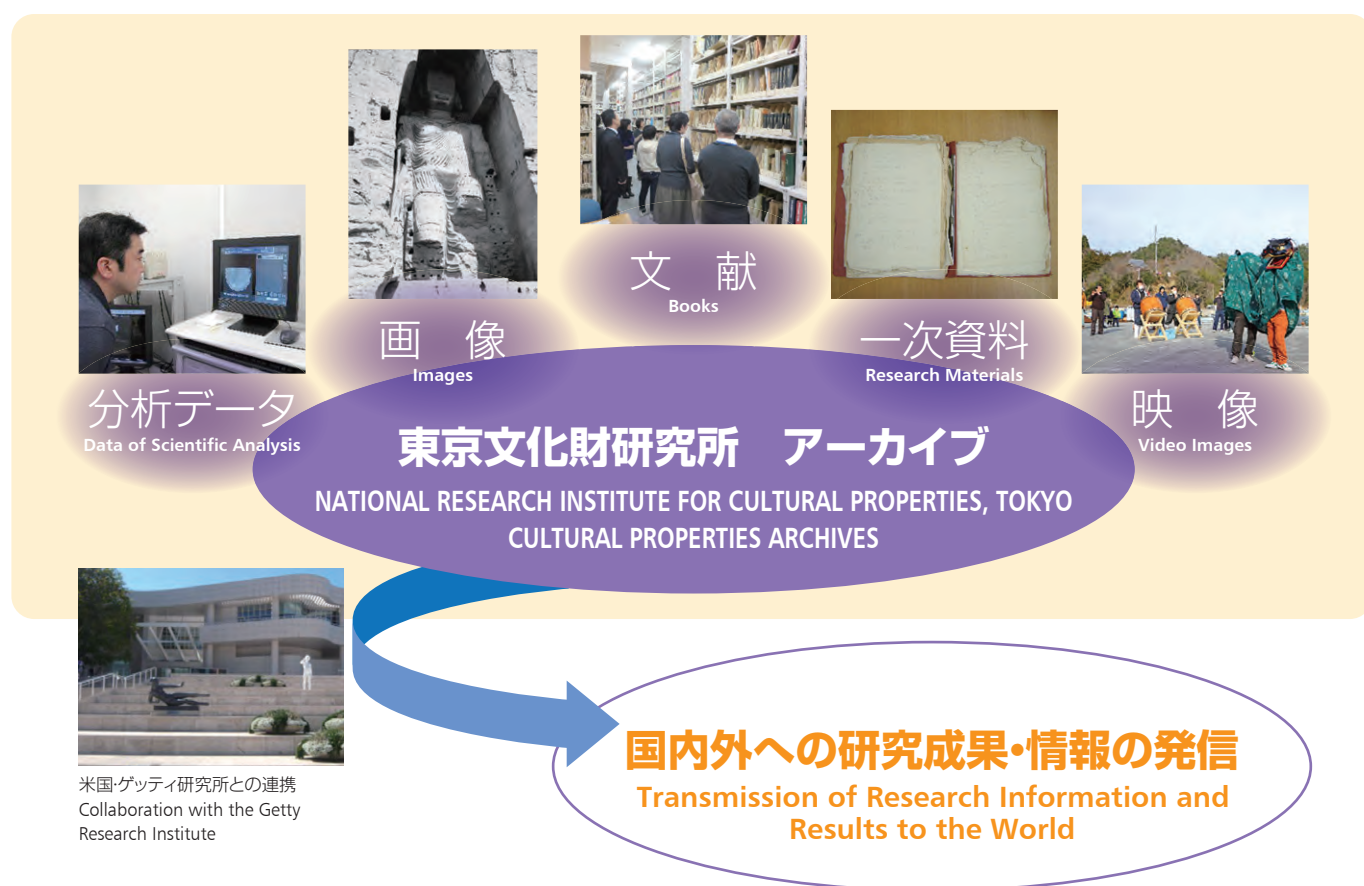 文　献
Books
画　像
Images
一次資料
Research Materials
分析データ
Data of Scientific Analysis
映　像
Video Images
東京文化財研究所　アーカイブ
NATIONAL RESEARCH INSTITUTE FOR CULTURAL PROPERTIES, TOKYO
CULTURAL PROPERTIES ARCHIVES
米国・ゲッティ研究所との連携
Collaboration with the Getty
Research Institute
国内外への研究成果・情報の発信
Transmission of Research Information and
Results to the World